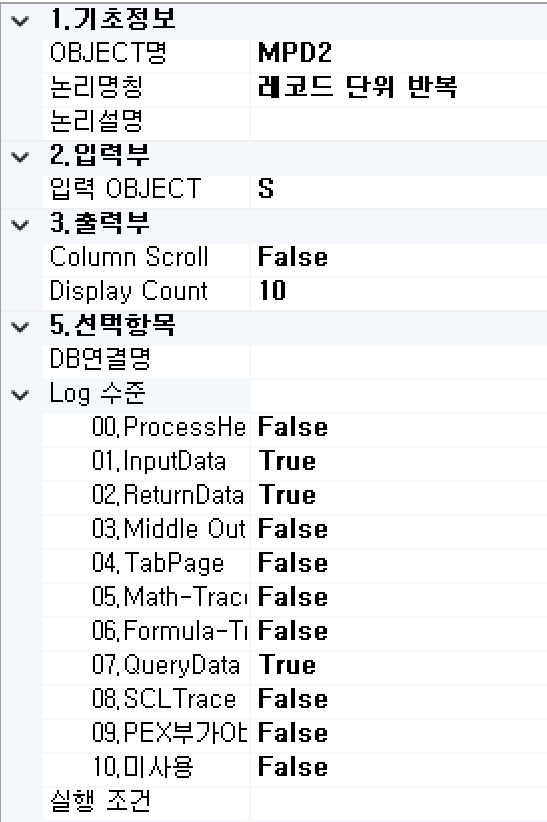 1.기초정보
OBJECT명 MPD2
논리명칭 레코드 단위 반복
논리설명
2.입력부
입력 OBJECT S
3.출력부
Column Scroll False
Display Count 10
5.선택항목
DB연결명
Log 수준
00.ProcessHe False
01.InputData True
02.ReturnData True
03.Middle Out False
04.TabPage False
05.Math-Trac False
06.Formula-T False
07.QueryData True
08.SCLTrace False
09.PEX부가Ob False
10.미사용 False
실행 조건